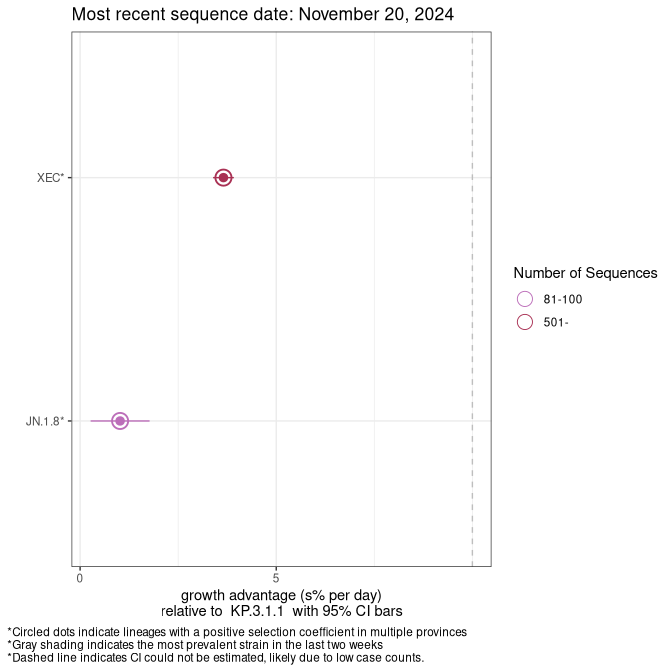 Most recent sequence date: November 20, 2024
XEC*
JN.1.8*
0
5
growth advantage (s% per day)
relative to  KP.3.1.1  with 95% CI bars
Number of Sequences
81-100
501-
*Circled dots indicate lineages with a positive selection coefficient in multiple provinces
*Gray shading indicates the most prevalent strain in the last two weeks
*Dashed line indicates CI could not be estimated, likely due to low case counts.